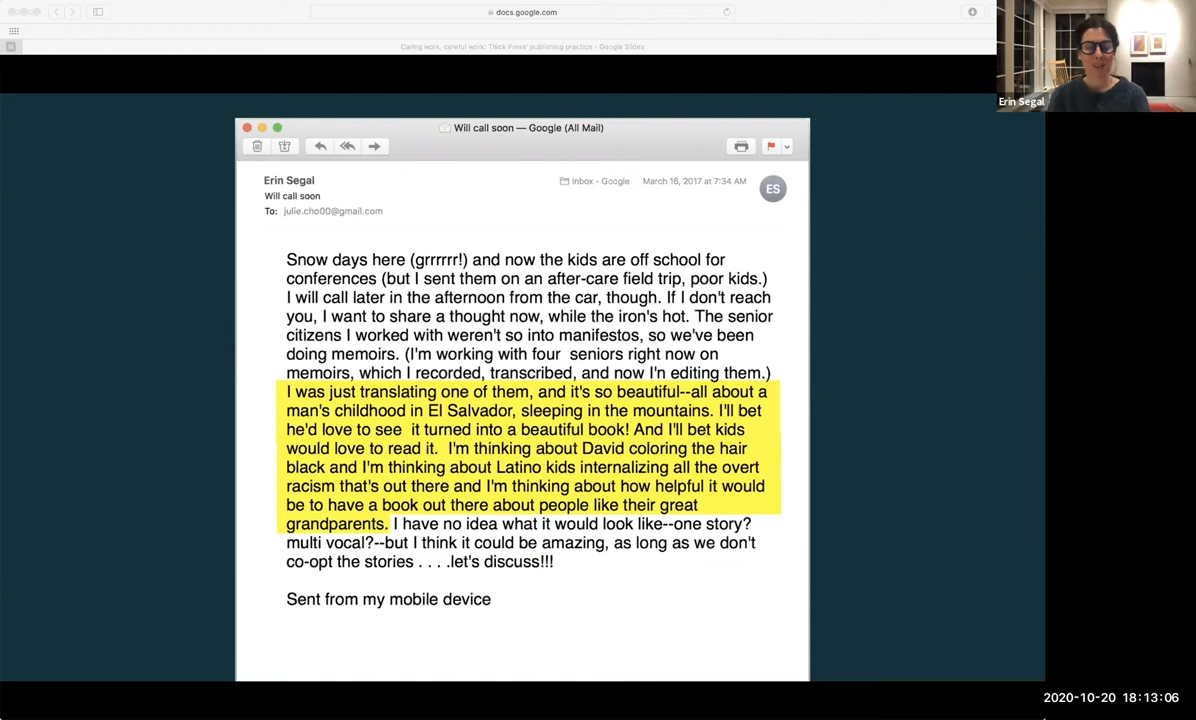 docs.google.com
Caring work, careful work: 'Thick Press' publishing practice - Google Slides
Erin Segal
Will call soon — Google (All Mail)
Erin Segal
Inbox - Google
March 16, 2017 at 7:34 AM
ES
Will call soon
To: julie.cho00@gmail.com
Snow days here (grrrrrr!) and now the kids are off school for
conferences (but I sent them on an after-care field trip, poor kids.)
I will call later in the afternoon from the car, though. If I don't reach
you, I want to share a thought now, while the iron's hot. The senior
citizens I worked with weren't so into manifestos, so we've been
doing memoirs. (I'm working with four  seniors right now on
memoirs, which I recorded, transcribed, and now I'n editing them.)
I was just translating one of them, and it's so beautiful--all about a
man's childhood in El Salvador, sleeping in the mountains. I'll bet
he'd love to see  it turned into a beautiful book! And I'll bet kids
would love to read it.  I'm thinking about David coloring the hair
black and I'm thinking about Latino kids internalizing all the overt
racism that's out there and I'm thinking about how helpful it would
be to have a book out there about people like their great
grandparents. I have no idea what it would look like--one story?
multi vocal?--but I think it could be amazing, as long as we don't
co-opt the stories . . . .let's discuss!!!
Sent from my mobile device
2020-10-20 18:13:06